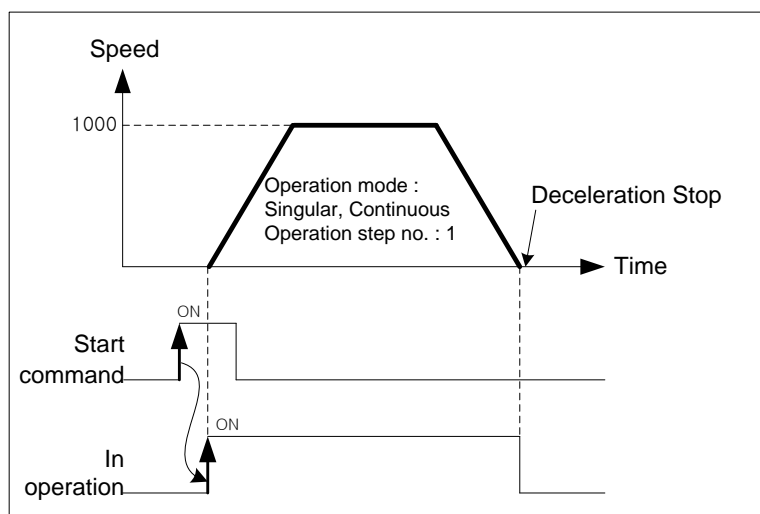 Speed
1000
Operation mode :
Singular, Continuous
Operation step no. : 1
Deceleration Stop
Time
ON
Start
command
ON
In
operation